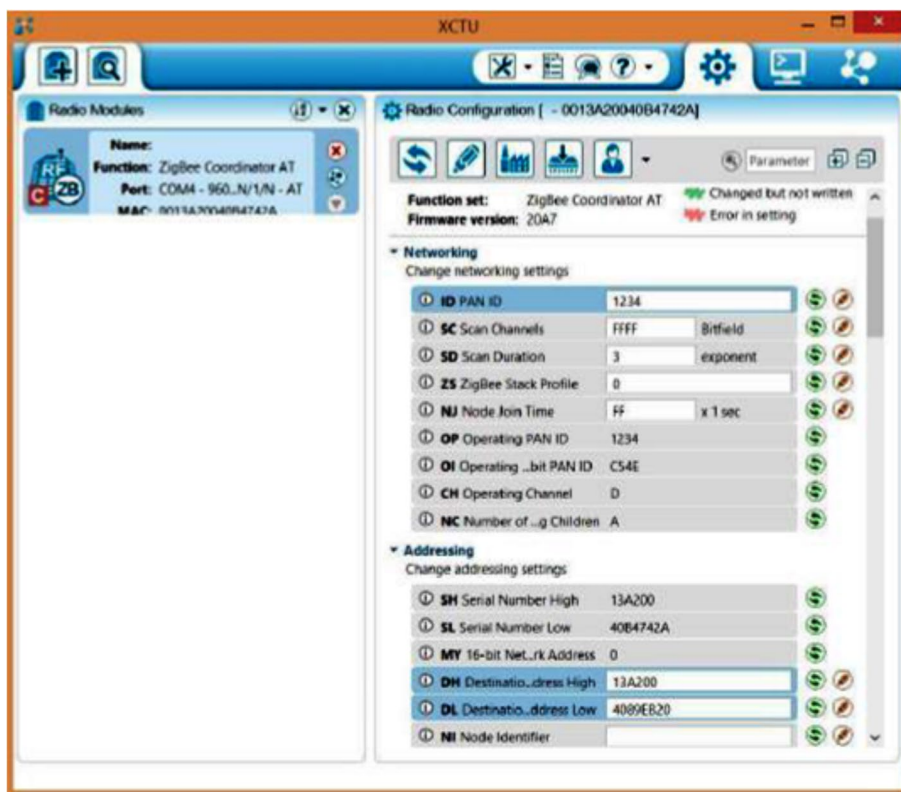 XCTU
Radio Modules
Radio Configuration [ - 0013A20040B4742A]
Name:
Function: ZigBee Coordinator AT
Port: COM4 - 960..N/1/N - AT
MAC: 0013A20040B4742A
RF
C ZB
Parameter
Function set: ZigBee Coordinator AT
Firmware version: 20A7
Changed but not written
Error in setting
Networking
Change networking settings
ID PAN ID 1234
SC Scan Channels FFFF Bitfield
SD Scan Duration 3 exponent
ZS ZigBee Stack Profile 0
NJ Node Join Time FF x 1 sec
OP Operating PAN ID 1234
OI Operating ...bit PAN ID C54E
CH Operating Channel D
NC Number of ...g Children A
Addressing
Change addressing settings
SH Serial Number High 13A200
SL Serial Number Low 40B4742A
MY 16-bit Net...rk Address 0
DH Destinatio...dress High 13A200
DL Destinatio...ddress Low 4089EB20
NI Node Identifier